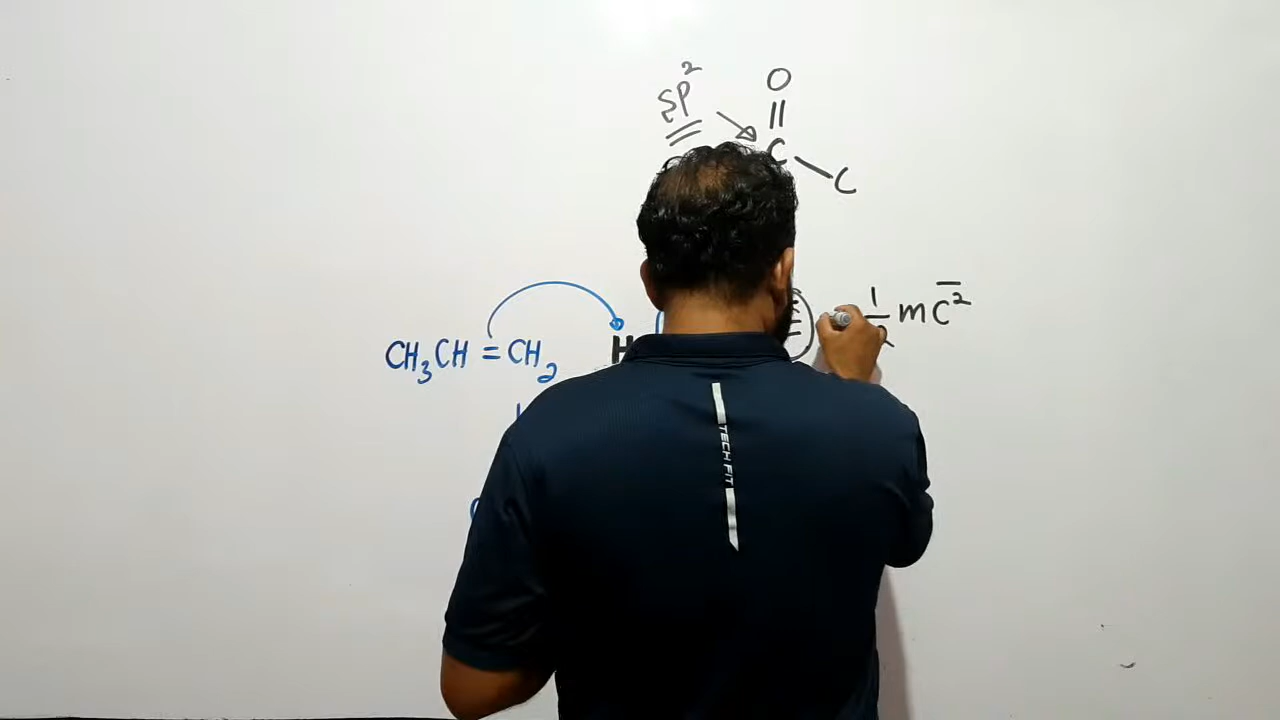 sp²
O
||
C
C
CH₃CH=CH₂ H
½ mc̅²
TECH FIT